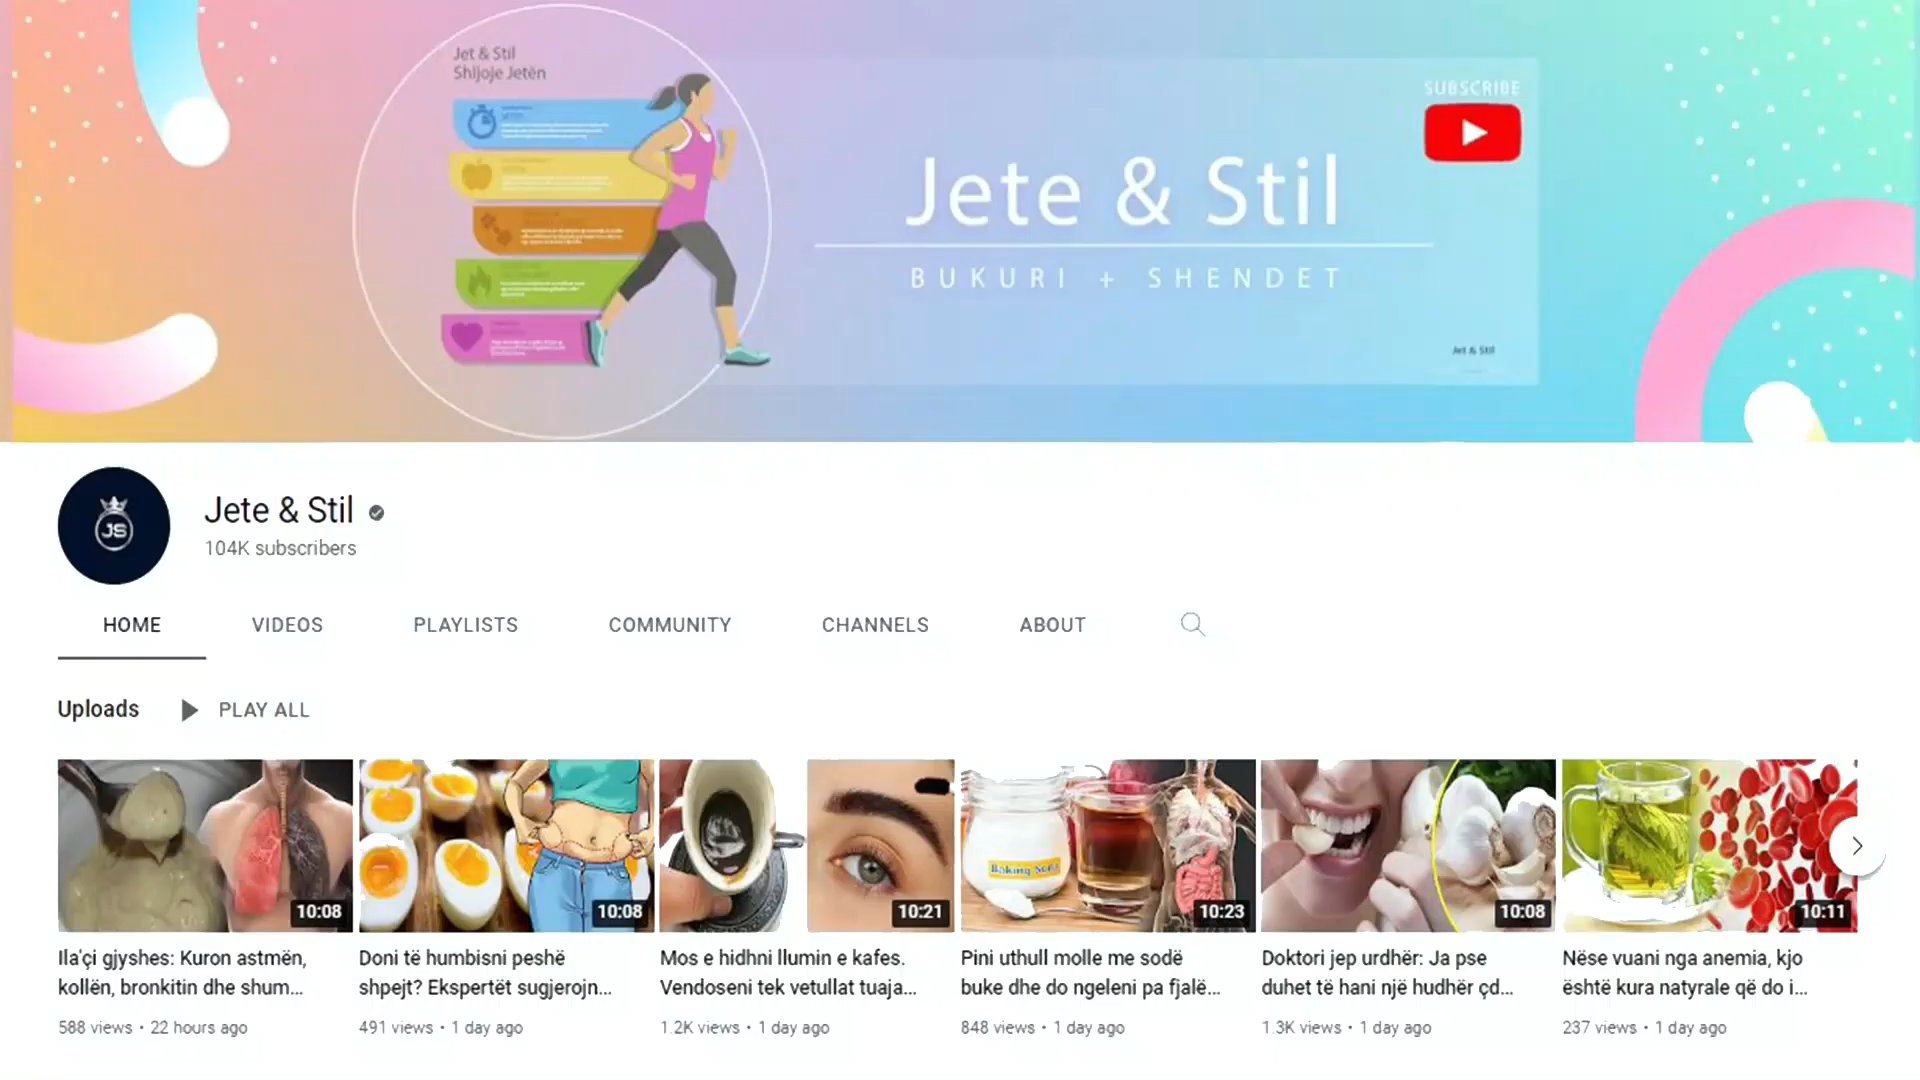 Jet & Stil
Shijoje Jetën
SUBSCRIBE
Jete & Stil
BUKURI + SHENDET
Jet & Stil
JS
Jete & Stil
104K subscribers
HOME VIDEOS PLAYLISTS COMMUNITY CHANNELS ABOUT
Uploads PLAY ALL
Baking Soda
10:08 10:08 10:21 10:23 10:08 10:11
Ila'çi gjyshes: Kuron astmën,
kollën, bronkitin dhe shum...
588 views • 22 hours ago
Doni të humbisni peshë
shpejt? Ekspertët sugjerojn...
491 views • 1 day ago
Mos e hidhni llumin e kafes.
Vendoseni tek vetullat tuaja...
1.2K views • 1 day ago
Pini uthull molle me sodë
buke dhe do ngeleni pa fjalë...
848 views • 1 day ago
Doktori jep urdhër: Ja pse
duhet të hani një hudhër çd...
1.3K views • 1 day ago
Nëse vuani nga anemia, kjo
është kura natyrale që do i...
237 views • 1 day ago